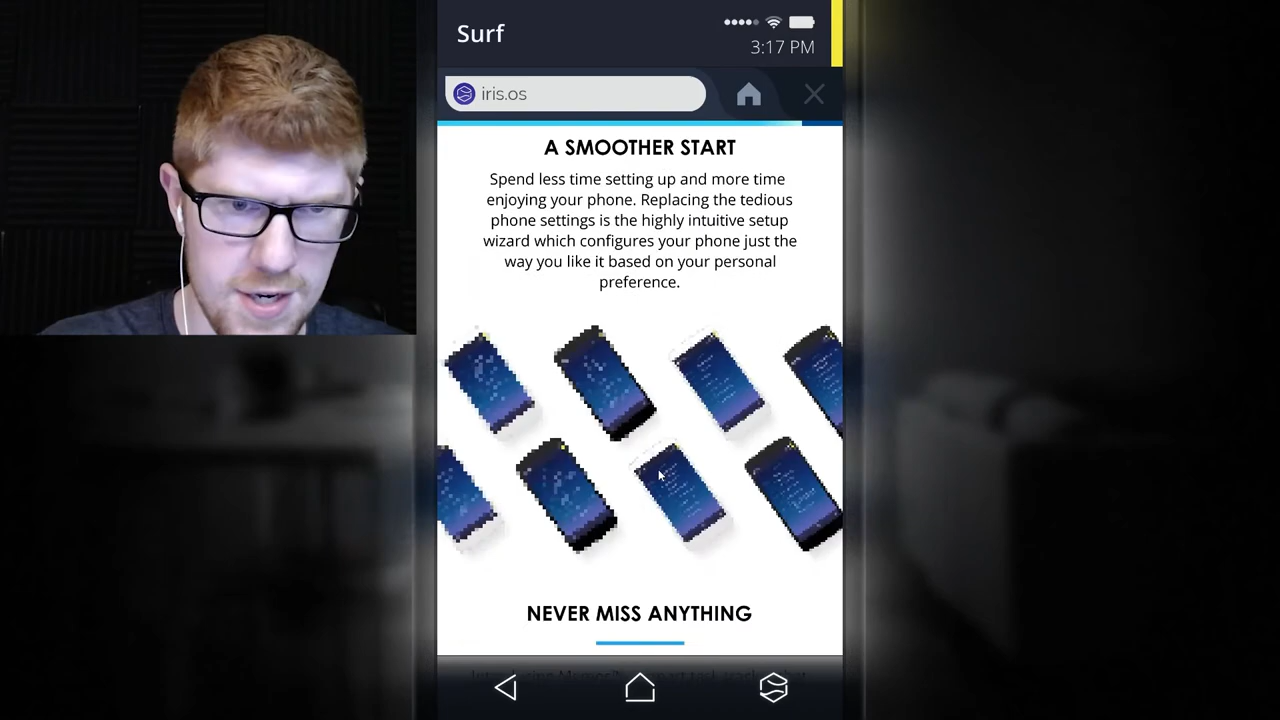 Surf
3:17 PM
iris.os
A SMOOTHER START
Spend less time setting up and more time
enjoying your phone. Replacing the tedious
phone settings is the highly intuitive setup
wizard which configures your phone just the
way you like it based on your personal
preference.
NEVER MISS ANYTHING